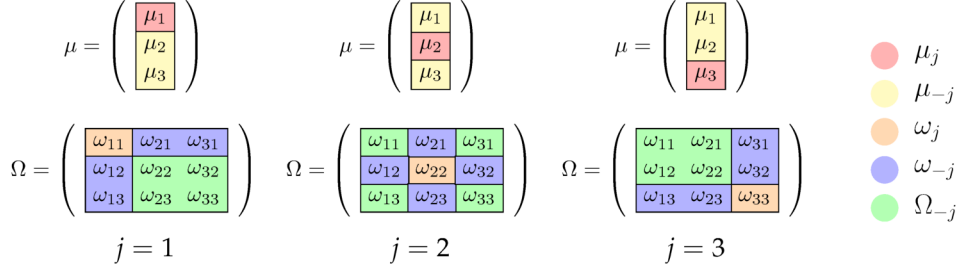 μ = ( μ₁ μ₂ μ₃ )
Ω = ( ω₁₁ ω₂₁ ω₃₁
ω₁₂ ω₂₂ ω₃₂
ω₁₃ ω₂₃ ω₃₃ )
j = 1
μ = ( μ₁ μ₂ μ₃ )
Ω = ( ω₁₁ ω₂₁ ω₃₁
ω₁₂ ω₂₂ ω₃₂
ω₁₃ ω₂₃ ω₃₃ )
j = 2
μ = ( μ₁ μ₂ μ₃ )
Ω = ( ω₁₁ ω₂₁ ω₃₁
ω₁₂ ω₂₂ ω₃₂
ω₁₃ ω₂₃ ω₃₃ )
j = 3
μⱼ
μ₋ⱼ
ωⱼ
ω₋ⱼ
Ω₋ⱼ